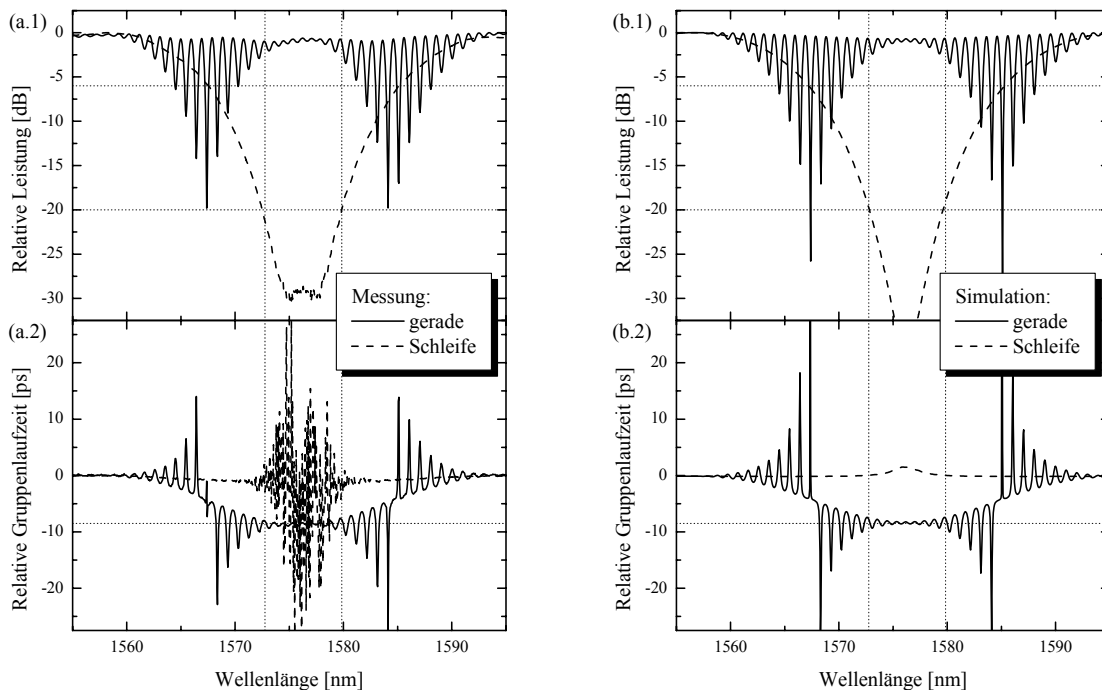 (a.1)
0
-5
-10
-15
-20
-25
-30
Relative Leistung [dB]
Messung:
gerade
Schleife
(a.2)
20
10
0
-10
-20
Relative Gruppenlaufzeit [ps]
1560
1570
1580
1590
Wellenlänge [nm]
(b.1)
0
-5
-10
-15
-20
-25
-30
Relative Leistung [dB]
Simulation:
gerade
Schleife
(b.2)
20
10
0
-10
-20
Relative Gruppenlaufzeit [ps]
1560
1570
1580
1590
Wellenlänge [nm]